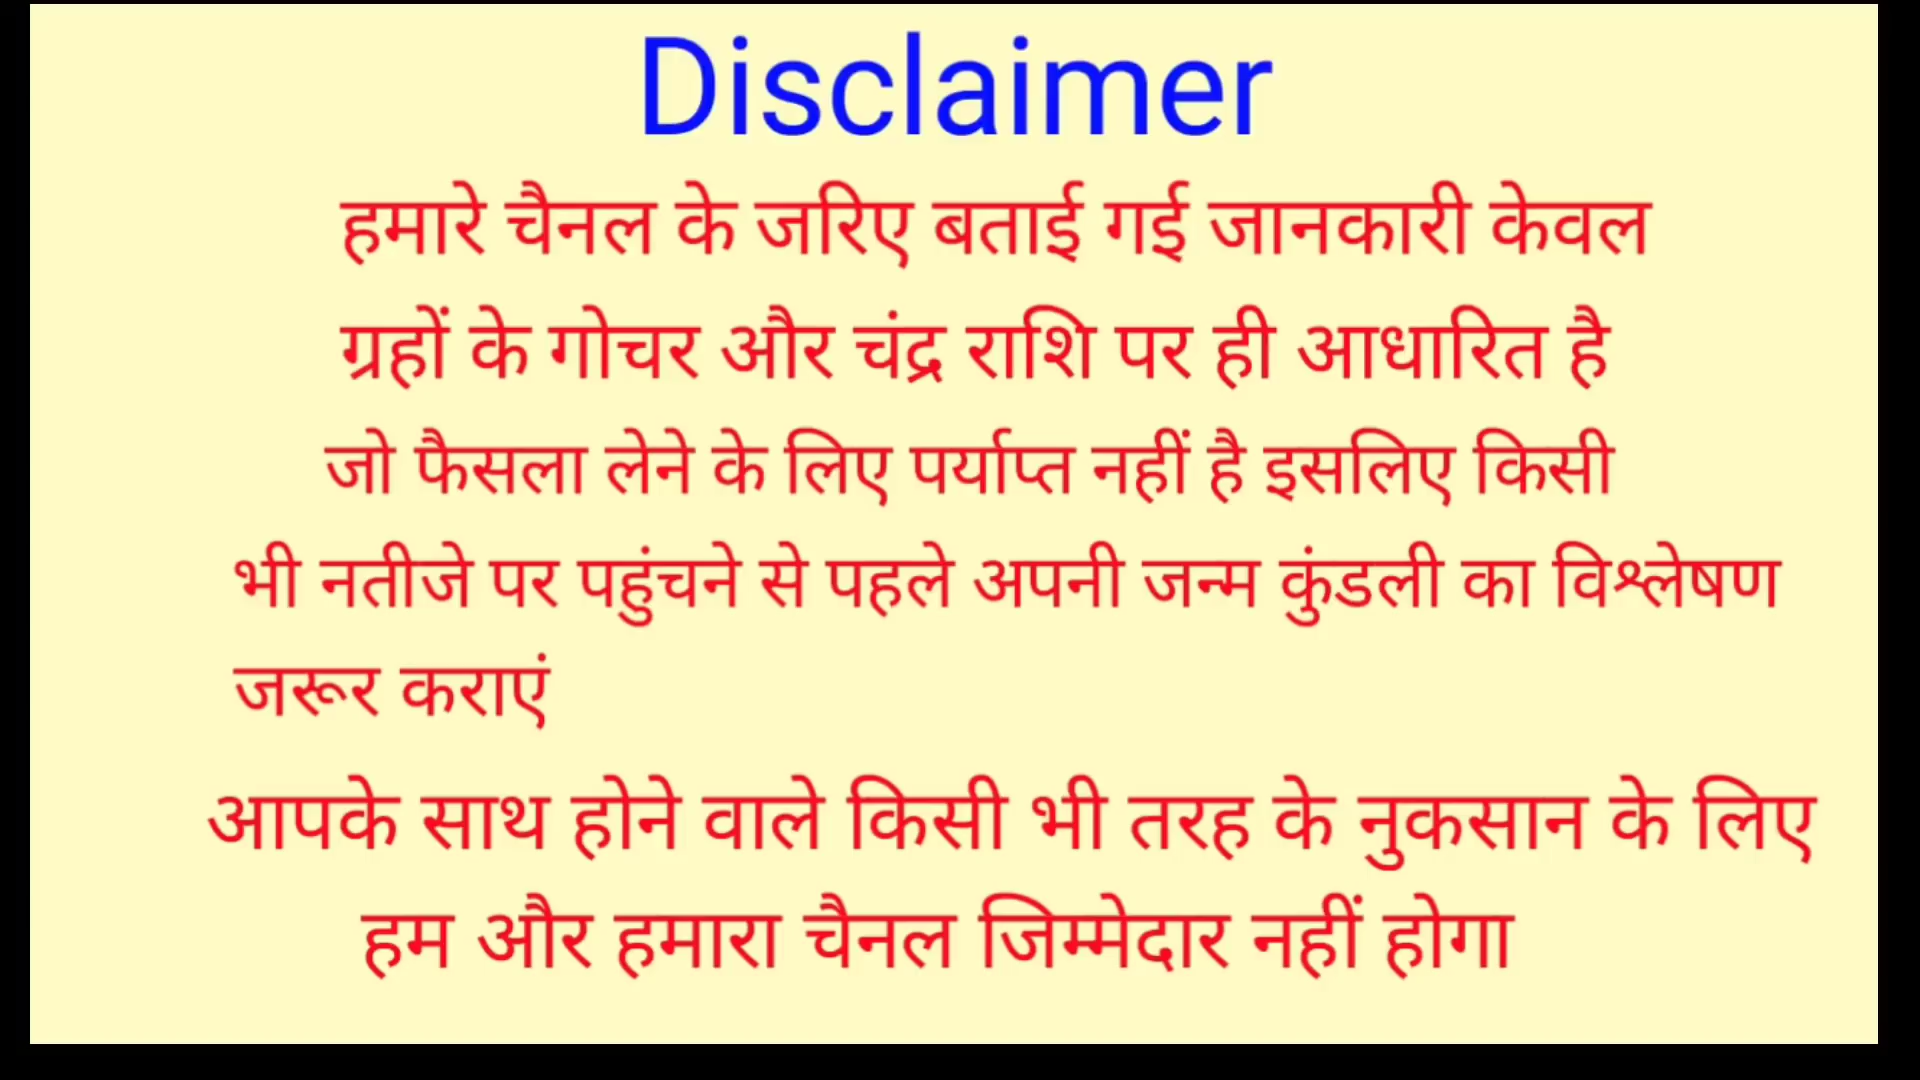 Disclaimer
हमारे चैनल के जरिए बताई गई जानकारी केवल
ग्रहों के गोचर और चंद्र राशि पर ही आधारित है
जो फैसला लेने के लिए पर्याप्त नहीं है इसलिए किसी
भी नतीजे पर पहुंचने से पहले अपनी जन्म कुंडली का विश्लेषण
जरूर कराएं
आपके साथ होने वाले किसी भी तरह के नुकसान के लिए
हम और हमारा चैनल जिम्मेदार नहीं होगा